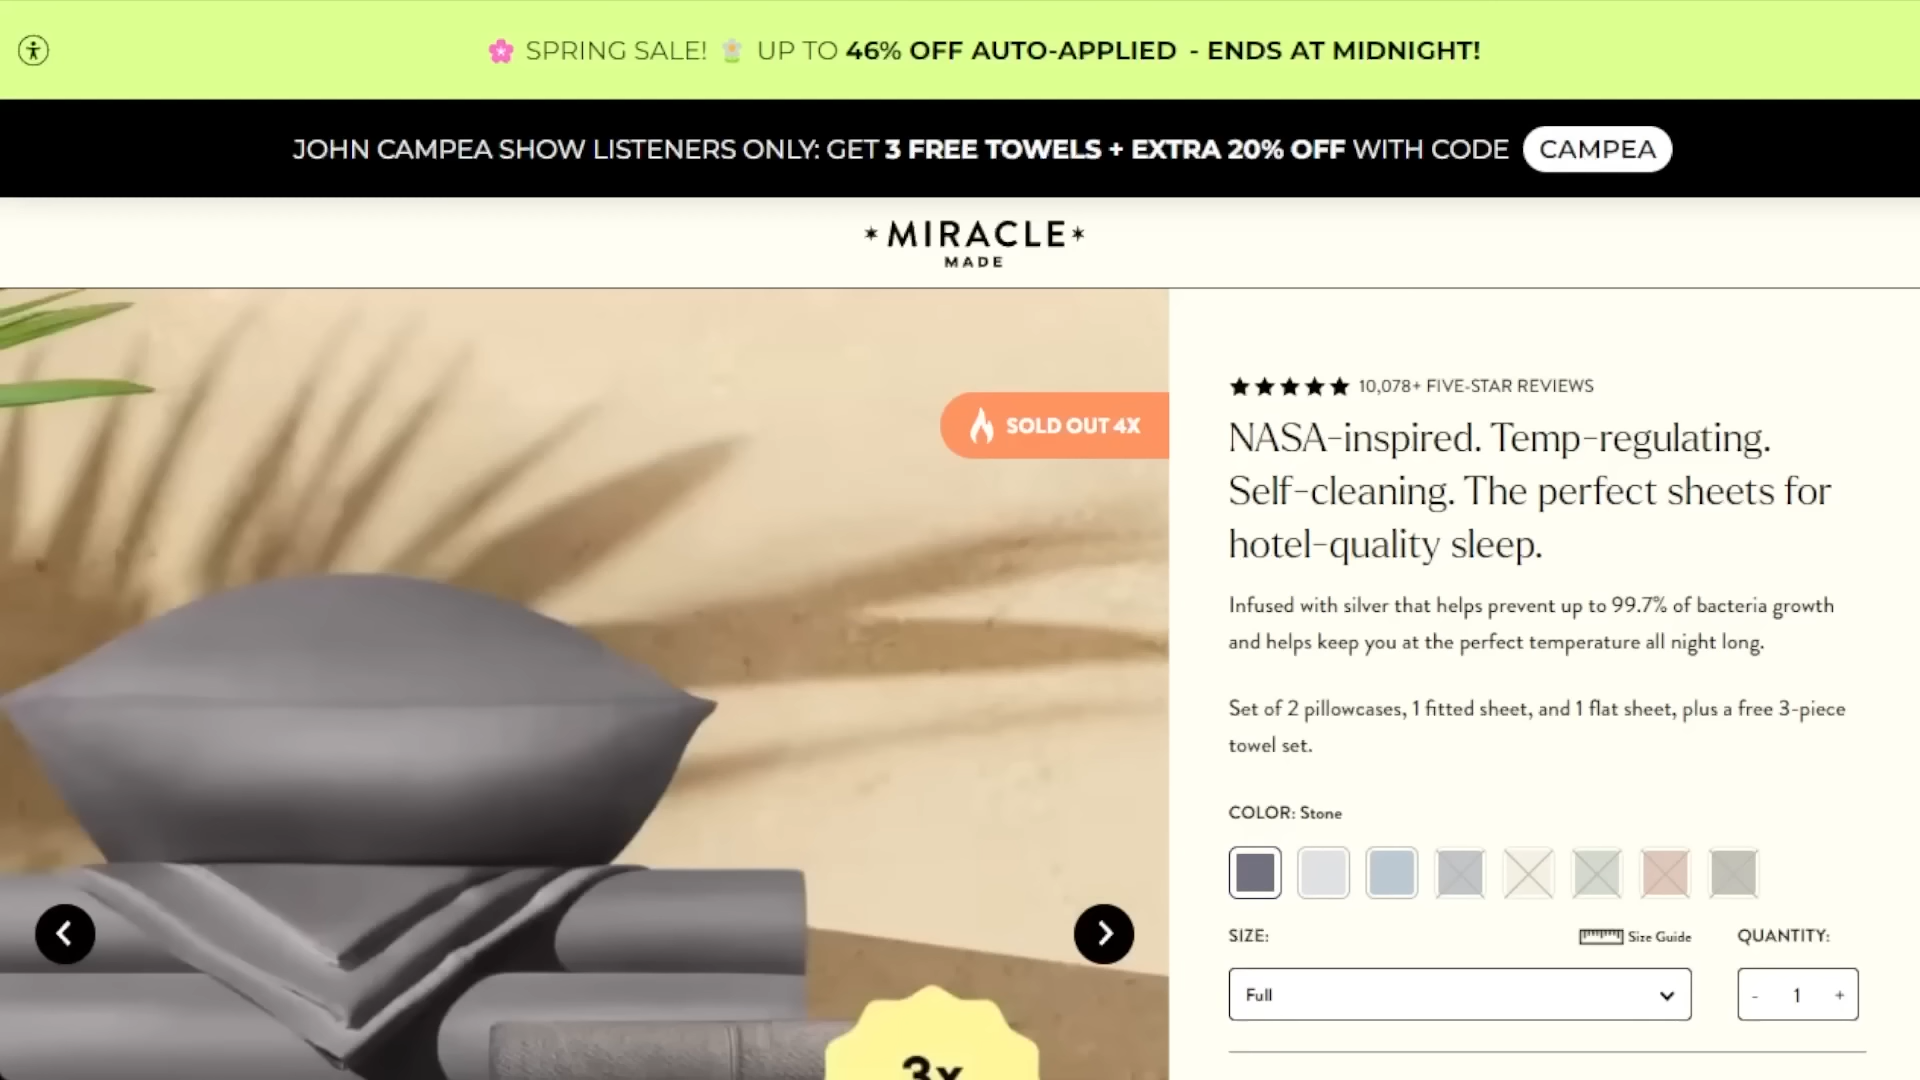 SPRING SALE! UP TO 46% OFF AUTO-APPLIED - ENDS AT MIDNIGHT!
JOHN CAMPEA SHOW LISTENERS ONLY: GET 3 FREE TOWELS + EXTRA 20% OFF WITH CODE CAMPEA
MIRACLE
MADE
SOLD OUT 4X
10,078+ FIVE-STAR REVIEWS
NASA-inspired. Temp-regulating.
Self-cleaning. The perfect sheets for
hotel-quality sleep.
Infused with silver that helps prevent up to 99.7% of bacteria growth
and helps keep you at the perfect temperature all night long.
Set of 2 pillowcases, 1 fitted sheet, and 1 flat sheet, plus a free 3-piece
towel set.
COLOR: Stone
SIZE: Size Guide QUANTITY:
Full - 1 +
3x